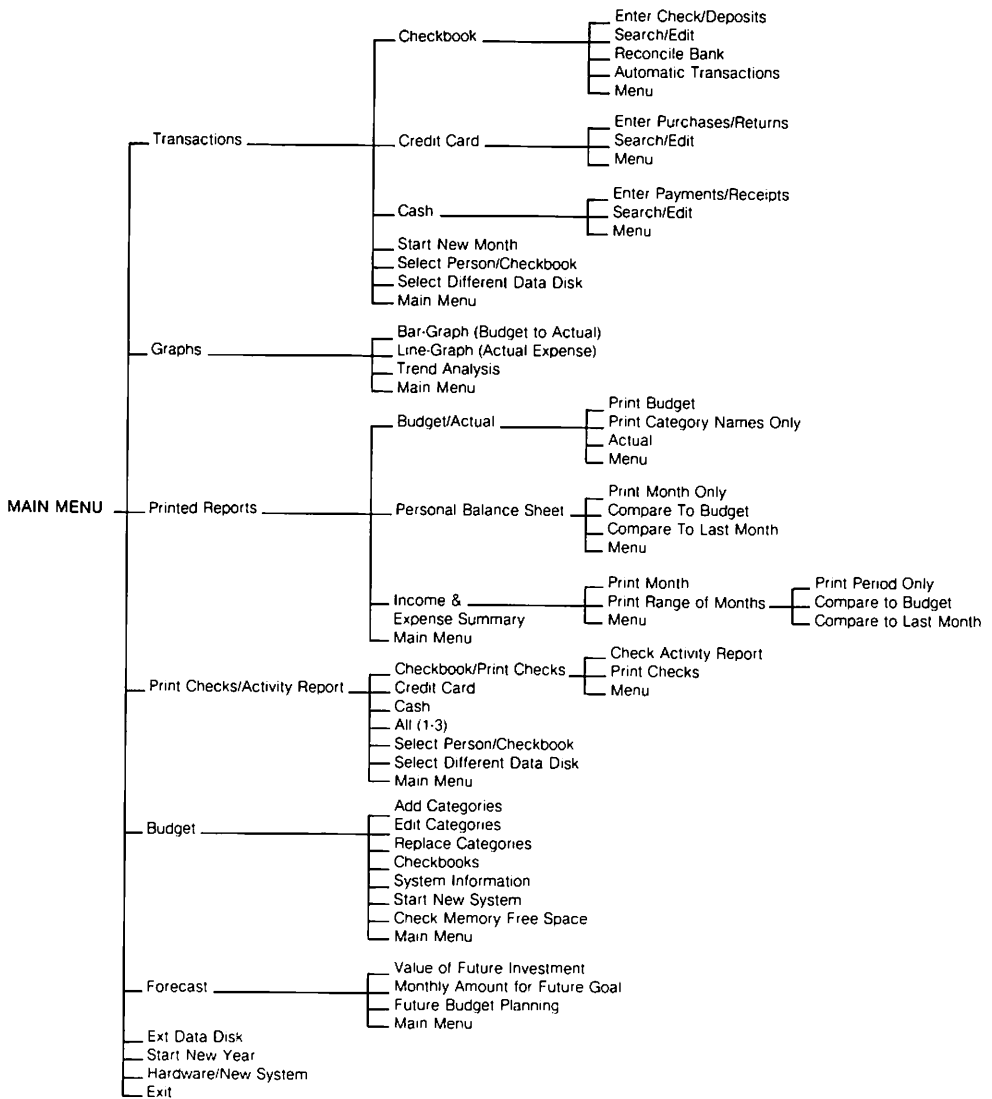 MAIN MENU
Transactions
Checkbook
Enter Check/Deposits
Search/Edit
Reconcile Bank
Automatic Transactions
Menu
Credit Card
Enter Purchases/Returns
Search/Edit
Menu
Cash
Enter Payments/Receipts
Search/Edit
Menu
Start New Month
Select Person/Checkbook
Select Different Data Disk
Main Menu
Graphs
Bar-Graph (Budget to Actual)
Line-Graph (Actual Expense)
Trend Analysis
Main Menu
Printed Reports
Budget/Actual
Print Budget
Print Category Names Only
Actual
Menu
Personal Balance Sheet
Print Month Only
Compare To Budget
Compare To Last Month
Menu
Income &
Expense Summary
Print Month
Print Range of Months
Print Period Only
Compare to Budget
Compare to Last Month
Menu
Main Menu
Print Checks/Activity Report
Checkbook/Print Checks
Check Activity Report
Print Checks
Menu
Credit Card
Cash
All (1-3)
Select Person/Checkbook
Select Different Data Disk
Main Menu
Budget
Add Categories
Edit Categories
Replace Categories
Checkbooks
System Information
Start New System
Check Memory Free Space
Main Menu
Forecast
Value of Future Investment
Monthly Amount for Future Goal
Future Budget Planning
Main Menu
Ext Data Disk
Start New Year
Hardware/New System
Exit